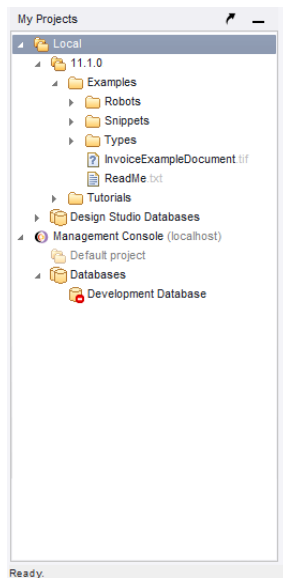 My Projects
Local
11.1.0
Examples
Robots
Snippets
Types
InvoiceExampleDocument.tif
ReadMe.txt
Tutorials
Design Studio Databases
Management Console (localhost)
Default project
Databases
Development Database
Ready.